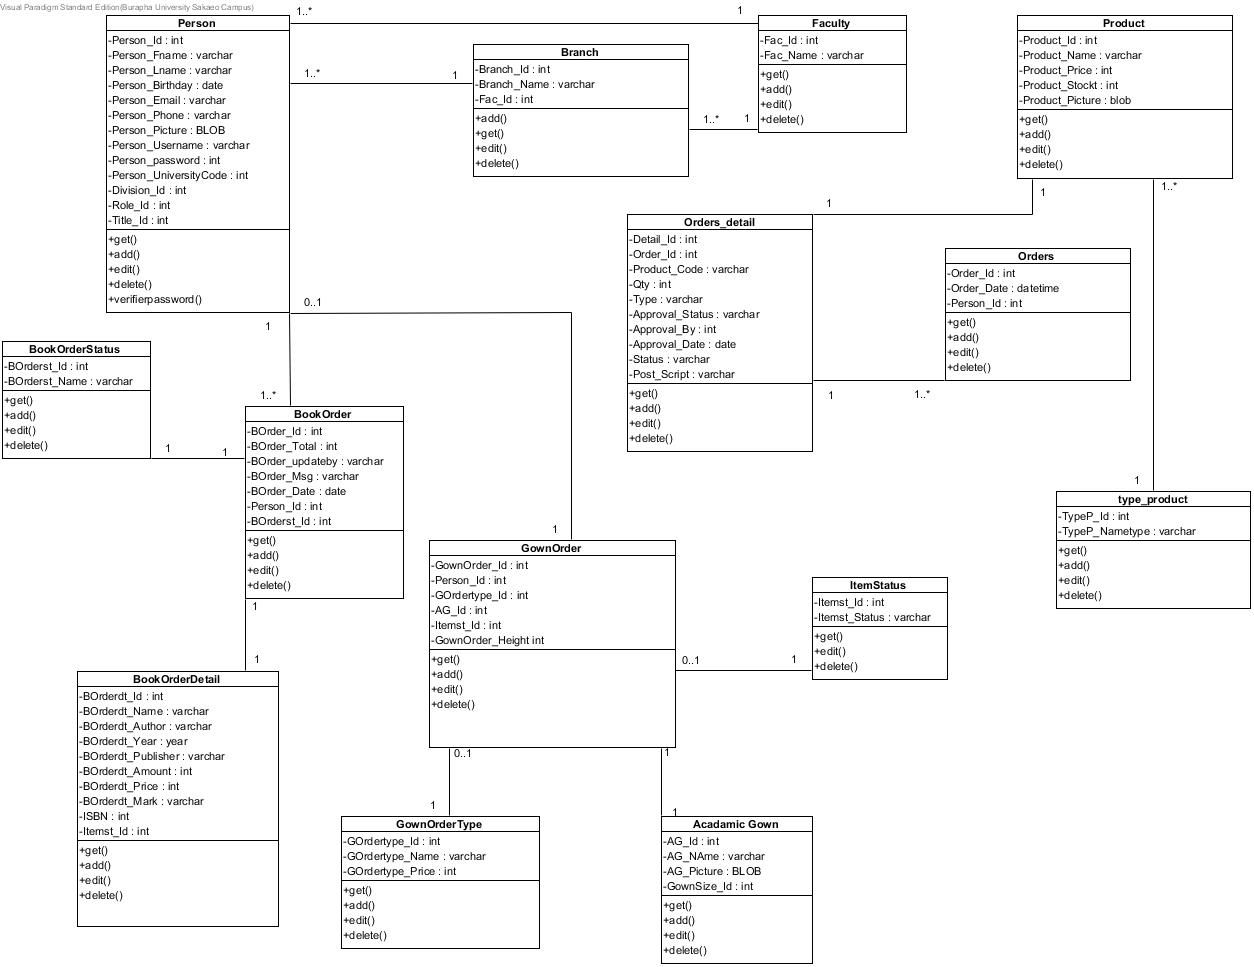 Visual Paradigm Standard Edition(Burapha University Sakaeo Campus)
Person
-Person_Id : int
-Person_Fname : varchar
-Person_Lname : varchar
-Person_Birthday : date
-Person_Email : varchar
-Person_Phone : varchar
-Person_Picture : BLOB
-Person_Username : varchar
-Person_password : int
-Person_UniversityCode : int
-Division_Id : int
-Role_Id : int
-Title_Id : int
+get()
+add()
+edit()
+delete()
+verifierpassword()
1..*
1
1..*
1
Branch
-Branch_Id : int
-Branch_Name : varchar
-Fac_Id : int
+add()
+get()
+edit()
+delete()
1..*
1
Faculty
-Fac_Id : int
-Fac_Name : varchar
+get()
+add()
+edit()
+delete()
Product
-Product_Id : int
-Product_Name : varchar
-Product_Price : int
-Product_Stockt : int
-Product_Picture : blob
+get()
+add()
+edit()
+delete()
1
1..*
1
Orders_detail
-Detail_Id : int
-Order_Id : int
-Product_Code : varchar
-Qty : int
-Type : varchar
-Approval_Status : varchar
-Approval_By : int
-Approval_Date : date
-Status : varchar
-Post_Script : varchar
+get()
+add()
+edit()
+delete()
Orders
-Order_Id : int
-Order_Date : datetime
-Person_Id : int
+get()
+add()
+edit()
+delete()
1
1..*
0..1
1
BookOrderStatus
-BOrderst_Id : int
-BOrderst_Name : varchar
+get()
+add()
+edit()
+delete()
1
1
1..*
BookOrder
-BOrder_Id : int
-BOrder_Total : int
-BOrder_updateby : varchar
-BOrder_Msg : varchar
-BOrder_Date : date
-Person_Id : int
-BOrderst_Id : int
+get()
+add()
+edit()
+delete()
1
1
type_product
-TypeP_Id : int
-TypeP_Nametype : varchar
+get()
+add()
+edit()
+delete()
1
GownOrder
-GownOrder_Id : int
-Person_Id : int
-GOrdertype_Id : int
-AG_Id : int
-Itemst_Id : int
-GownOrder_Height int
+get()
+add()
+edit()
+delete()
0..1
1
ItemStatus
-Itemst_Id : int
-Itemst_Status : varchar
+get()
+edit()
+delete()
1
BookOrderDetail
-BOrderdt_Id : int
-BOrderdt_Name : varchar
-BOrderdt_Author : varchar
-BOrderdt_Year : year
-BOrderdt_Publisher : varchar
-BOrderdt_Amount : int
-BOrderdt_Price : int
-BOrderdt_Mark : varchar
-ISBN : int
-Itemst_Id : int
+get()
+add()
+edit()
+delete()
0..1
1
1
GownOrderType
-GOrdertype_Id : int
-GOrdertype_Name : varchar
-GOrdertype_Price : int
+get()
+add()
+edit()
+delete()
1
Acadamic Gown
-AG_Id : int
-AG_NAme : varchar
-AG_Picture : BLOB
-GownSize_Id : int
+get()
+add()
+edit()
+delete()